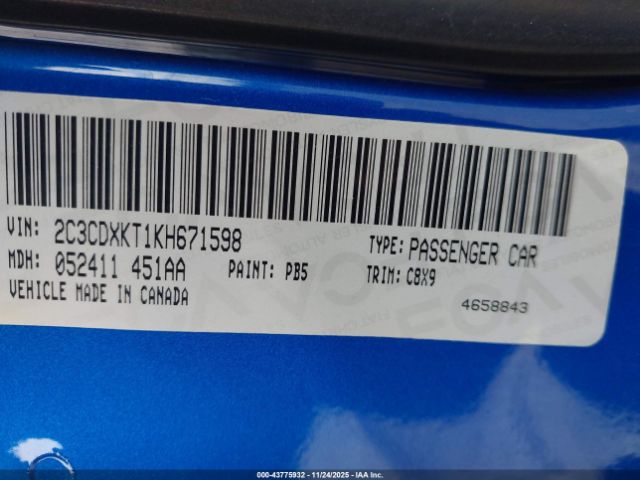 VIN: 2C3CDXKT1KH671598 TYPE: PASSENGER CAR
MDH: 052411 451AA PAINT: PB5 TRIM: C8X9
VEHICLE MADE IN CANADA 4658843
000-43775932 - 11/24/2025 - IAA Inc.